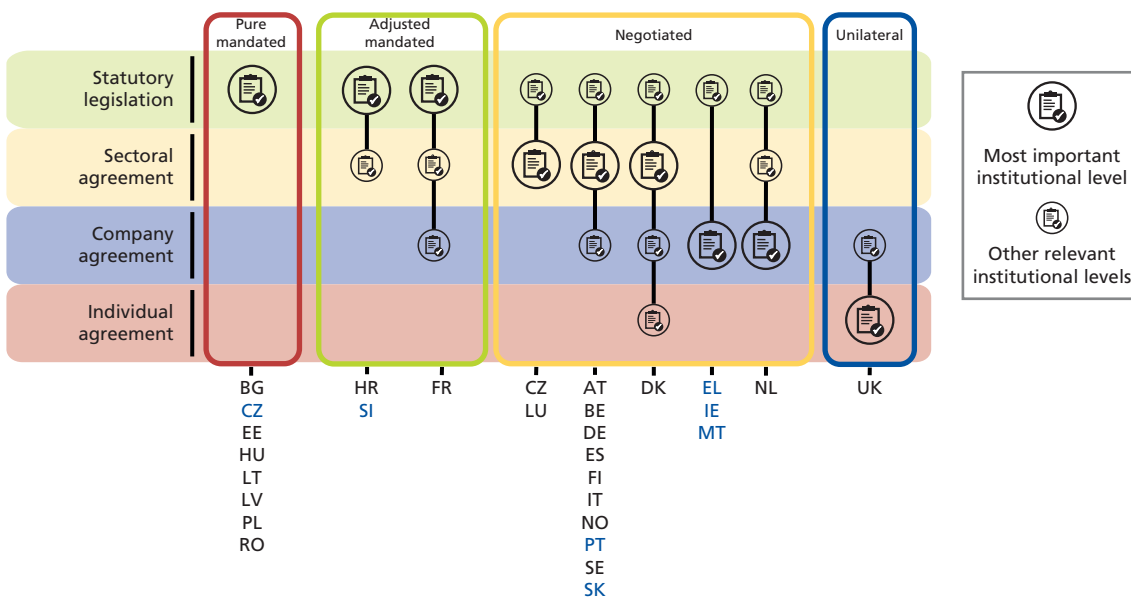 Pure
mandated
Adjusted
mandated
Negotiated
Unilateral
Statutory
legislation
Sectoral
agreement
Company
agreement
Individual
agreement
Most important
institutional level
Other relevant
institutional levels
BG
CZ
EE
HU
LT
LV
PL
RO
HR
SI
FR
CZ
LU
AT
BE
DE
ES
FI
IT
NO
PT
SE
SK
DK
EL
IE
MT
NL
UK